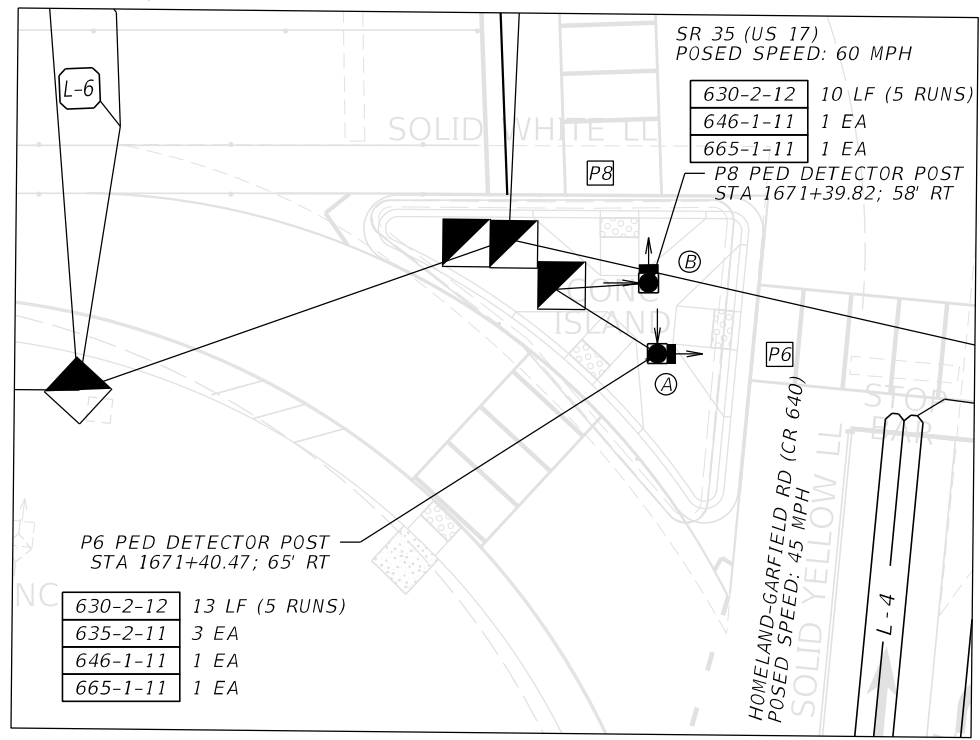 SR 35 (US 17)
POSED SPEED: 60 MPH
L-6
630-2-12 10 LF (5 RUNS)
646-1-11 1 EA
665-1-11 1 EA
SOLID WHITE LL
P8
P8 PED DETECTOR POST
STA 1671+39.82; 58' RT
B
CONC
ISLAND
P6
A
STOP
BAR
HOMELAND-GARFIELD RD (CR 640)
POSED SPEED: 45 MPH
SOLID YELLOW LL
L-4
P6 PED DETECTOR POST
STA 1671+40.47; 65' RT
NC
630-2-12 13 LF (5 RUNS)
635-2-11 3 EA
646-1-11 1 EA
665-1-11 1 EA